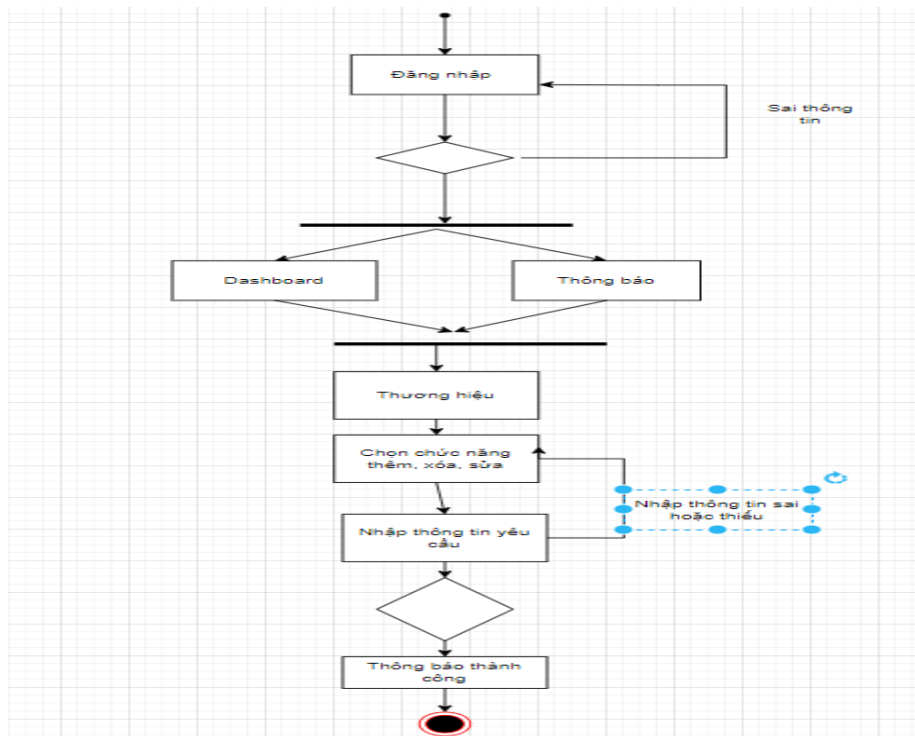 Đăng nhập
Sai thông
tin
Dashboard
Thông báo
Thương hiệu
Chọn chức năng
thêm, xóa, sửa
Nhập thông tin sai
hoặc thiếu
Nhập thông tin yêu
cầu
Thông báo thành
công